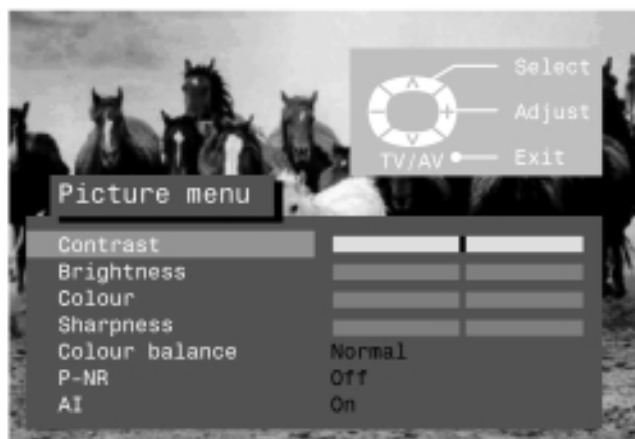 Select
Adjust
TV/AV Exit
Picture menu
Contrast
Brightness
Colour
Sharpness
Colour balance Normal
P-NR Off
AI On